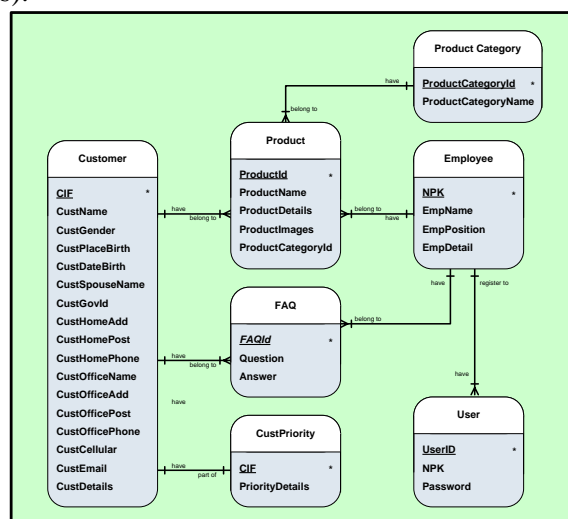 s).
Product Category
ProductCategoryId *
ProductCategoryName
have
belong to
Product
ProductId *
ProductName
ProductDetails
ProductImages
ProductCategoryId
Customer
CIF *
CustName
CustGender
CustPlaceBirth
CustDateBirth
CustSpouseName
CustGovId
CustHomeAdd
CustHomePost
CustHomePhone
CustOfficeName
CustOfficeAdd
CustOfficePost
CustOfficePhone
CustCellular
CustEmail
CustDetails
have
belong to
Employee
NPK *
EmpName
EmpPosition
EmpDetail
belong to
have
have
register to
FAQ
FAQId *
Question
Answer
belong to
have
belong to
have
have
User
UserID *
NPK
Password
CustPriority
CIF *
PriorityDetails
have
part of